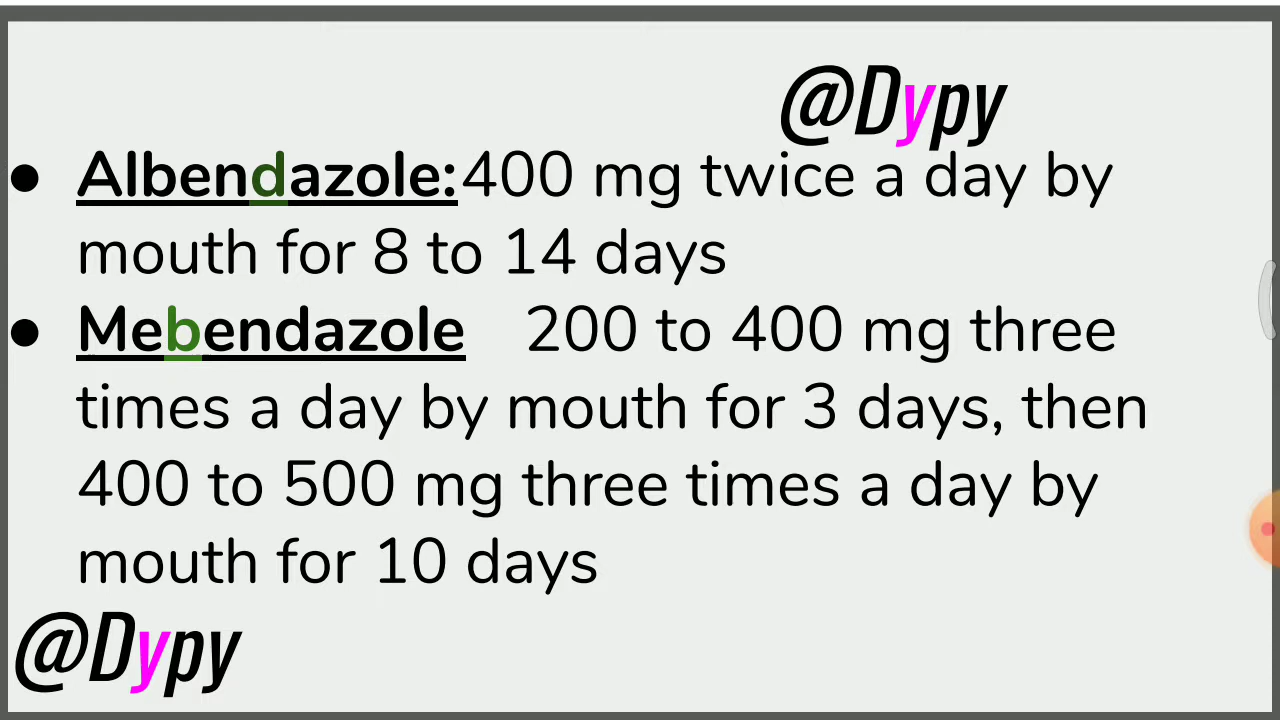 @Dypy
● Albendazole:400 mg twice a day by
mouth for 8 to 14 days
● Mebendazole 200 to 400 mg three
times a day by mouth for 3 days, then
400 to 500 mg three times a day by
mouth for 10 days
@Dypy